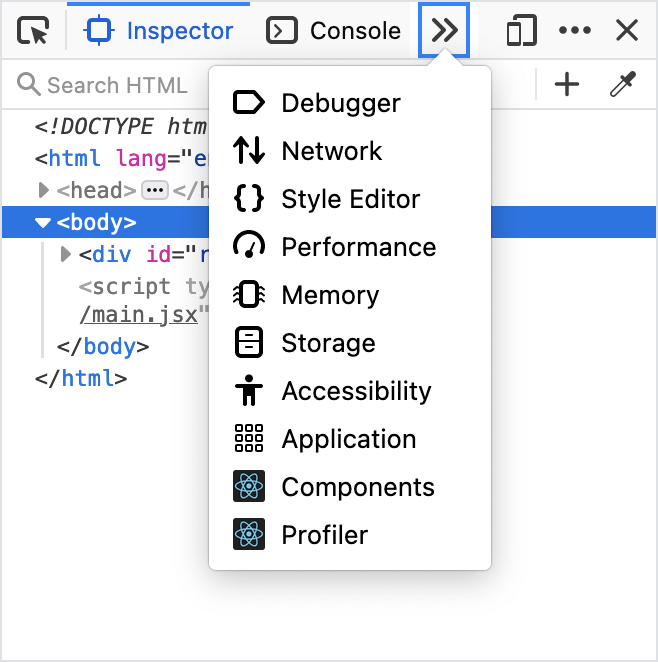 Inspector Console
Search HTML
<!DOCTYPE htm
<html lang="e
<head> ••• </h
<body>
<div id="r
<script ty
/main.jsx"
</body>
</html>
Debugger
Network
Style Editor
Performance
Memory
Storage
Accessibility
Application
Components
Profiler